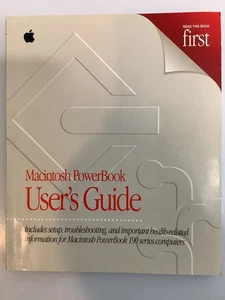 READ THIS BOOK
first
Macintosh PowerBook
User's Guide
Includes setup, troubleshooting, and important health-related
information for Macintosh PowerBook 190 series computers